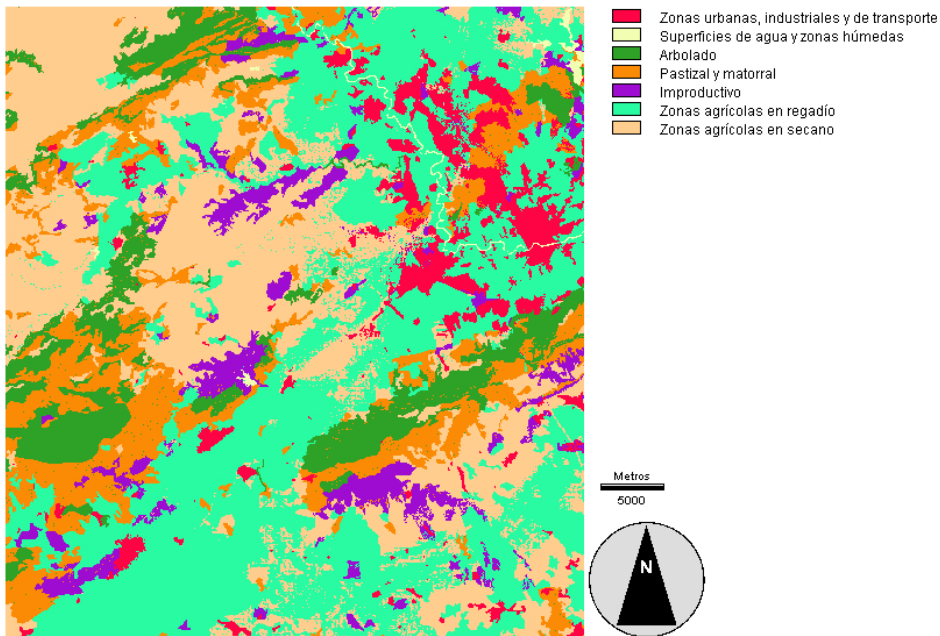 Zonas urbanas, industriales y de transporte
Superficies de agua y zonas húmedas
Arbolado
Pastizal y matorral
Improductivo
Zonas agrícolas en regadío
Zonas agrícolas en secano
Metros
5000
N